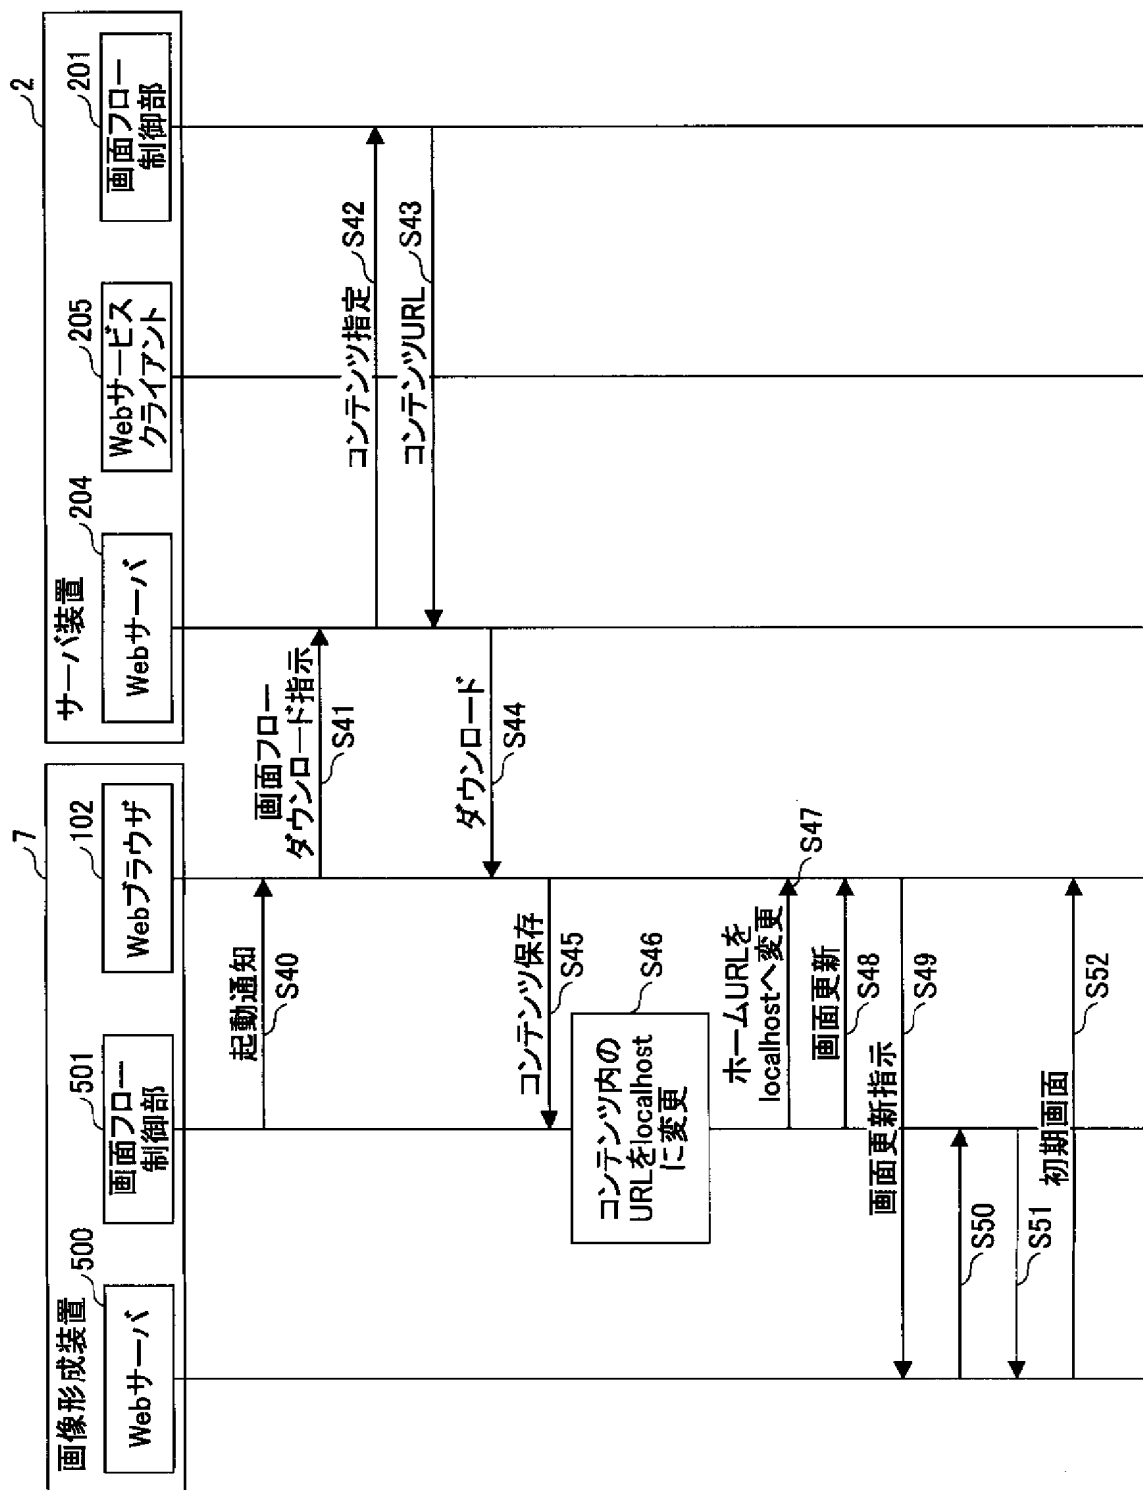 画像形成装置
7
Webサーバ
500
画面フロー
制御部
501
Webブラウザ
102
サーバ装置
2
Webサーバ
204
Webサービス
クライアント
205
画面フロー
制御部
201
起動通知
S40
画面フロー
ダウンロード指示
S41
コンテンツ指定
S42
コンテンツURL
S43
ダウンロード
S44
コンテンツ保存
S45
コンテンツ内の
URLをlocalhost
に変更
S46
ホームURLを
localhostへ変更
S47
画面更新
S48
画面更新指示
S49
S50
S51
初期画面
S52